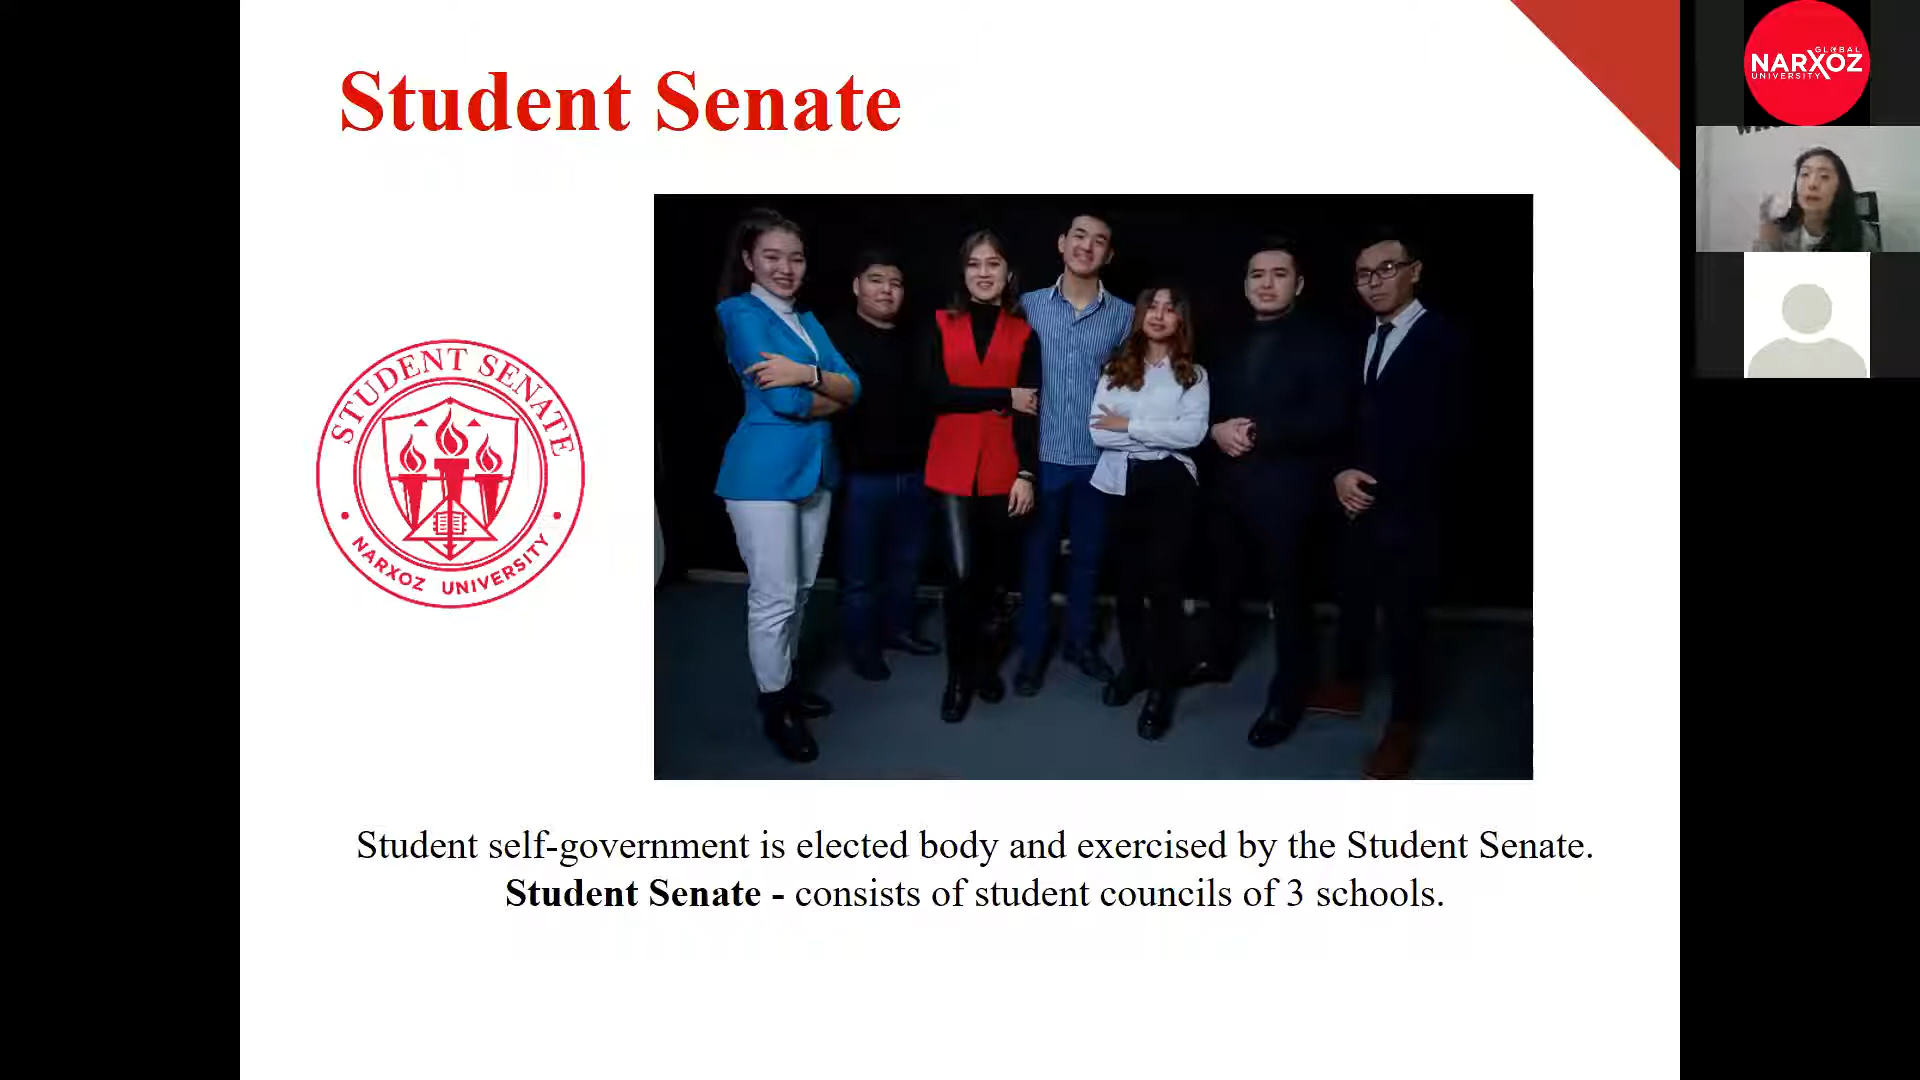 Student Senate
STUDENT SENATE
NARXOZ UNIVERSITY
Student self-government is elected body and exercised by the Student Senate.
Student Senate - consists of student councils of 3 schools.
GLOBAL
NARXOZ
UNIVERSITY